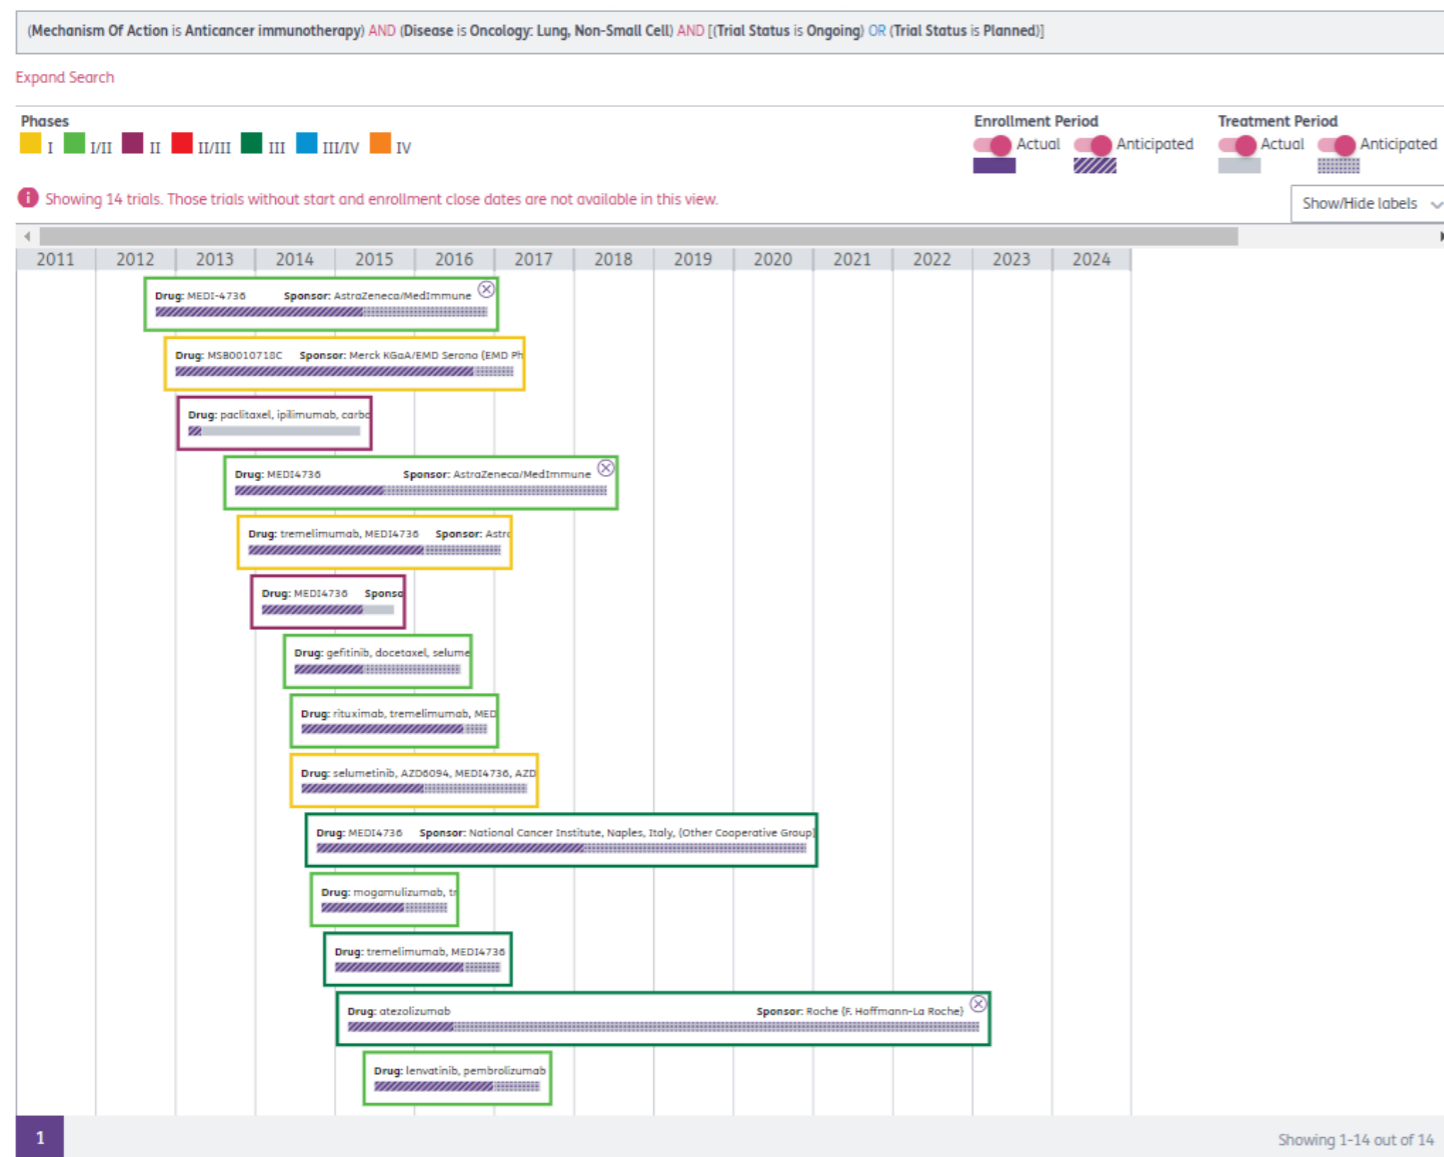 (Mechanism Of Action is Anticancer immunotherapy) AND (Disease is Oncology: Lung, Non-Small Cell) AND [(Trial Status is Ongoing) OR (Trial Status is Planned)]
Expand Search
Phases
I I/II II II/III III III/IV IV
Enrollment Period Treatment Period
Actual Anticipated Actual Anticipated
Showing 14 trials. Those trials without start and enrollment close dates are not available in this view.
Show/Hide labels
2011 2012 2013 2014 2015 2016 2017 2018 2019 2020 2021 2022 2023 2024
Drug: MEDI-4736 Sponsor: AstraZeneca/MedImmune
Drug: MSB0010718C Sponsor: Merck KGaA/EMD Serono (EMD Ph
Drug: paclitaxel, ipilimumab, carbo
Drug: MEDI4736 Sponsor: AstraZeneca/MedImmune
Drug: tremelimumab, MEDI4736 Sponsor: Astra
Drug: MEDI4736 Sponso
Drug: gefitinib, docetaxel, selume
Drug: rituximab, tremelimumab, MED
Drug: selumetinib, AZD6094, MEDI4736, AZD
Drug: MEDI4736 Sponsor: National Cancer Institute, Naples, Italy, (Other Cooperative Group)
Drug: mogamulizumab, tr
Drug: tremelimumab, MEDI4736
Drug: atezolizumab Sponsor: Roche {F. Hoffmann-La Roche}
Drug: lenvatinib, pembrolizumab
1
Showing 1-14 out of 14